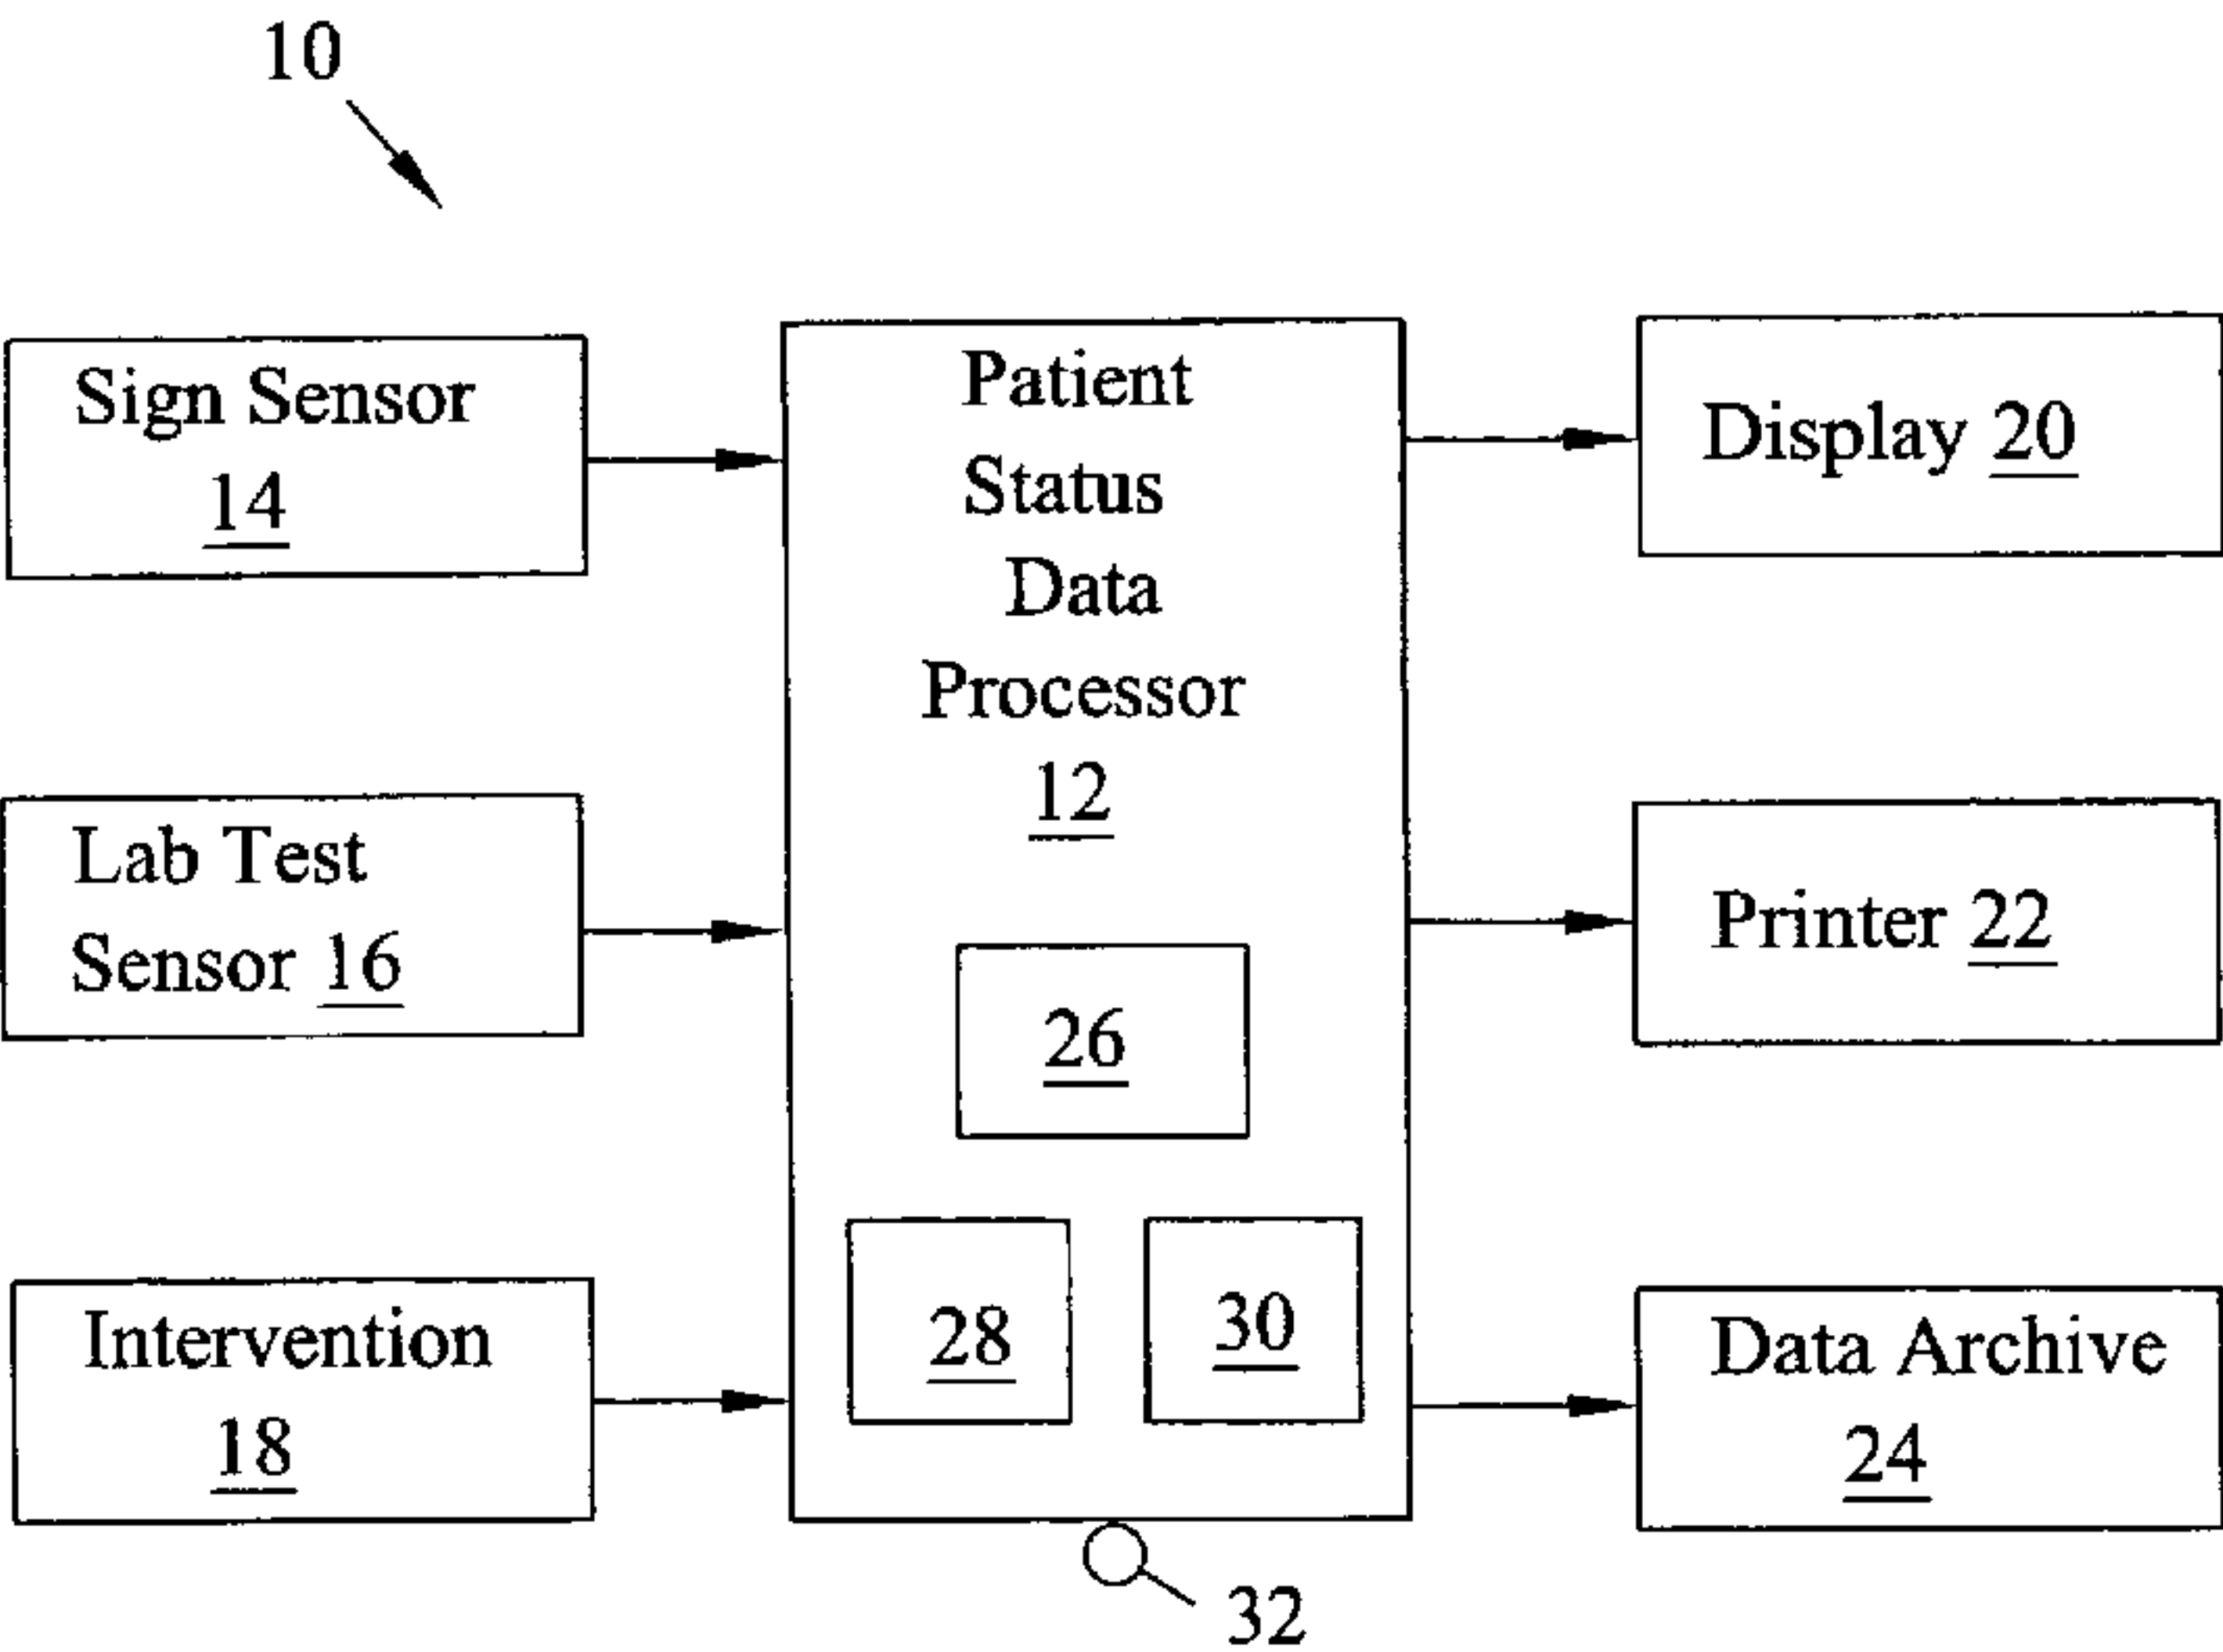 10
Sign Sensor
14
Lab Test
Sensor 16
Intervention
18
Patient
Status
Data
Processor
12
26
28
30
32
Display 20
Printer 22
Data Archive
24